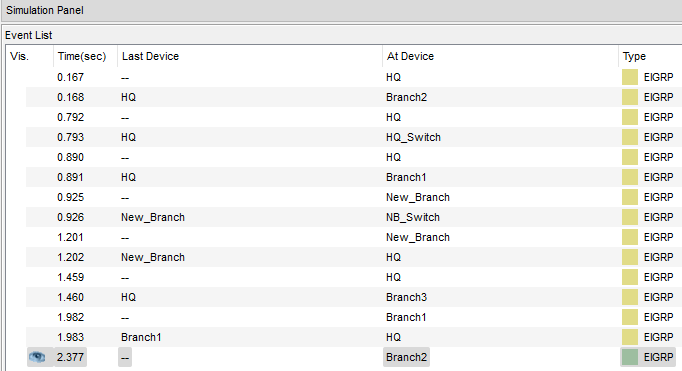 Simulation Panel
Event List
Vis. Time(sec) Last Device At Device Type
0.167 -- HQ EIGRP
0.168 HQ Branch2 EIGRP
0.792 -- HQ EIGRP
0.793 HQ HQ_Switch EIGRP
0.890 -- HQ EIGRP
0.891 HQ Branch1 EIGRP
0.925 -- New_Branch EIGRP
0.926 New_Branch NB_Switch EIGRP
1.201 -- New_Branch EIGRP
1.202 New_Branch HQ EIGRP
1.459 -- HQ EIGRP
1.460 HQ Branch3 EIGRP
1.982 -- Branch1 EIGRP
1.983 Branch1 HQ EIGRP
2.377 -- Branch2 EIGRP